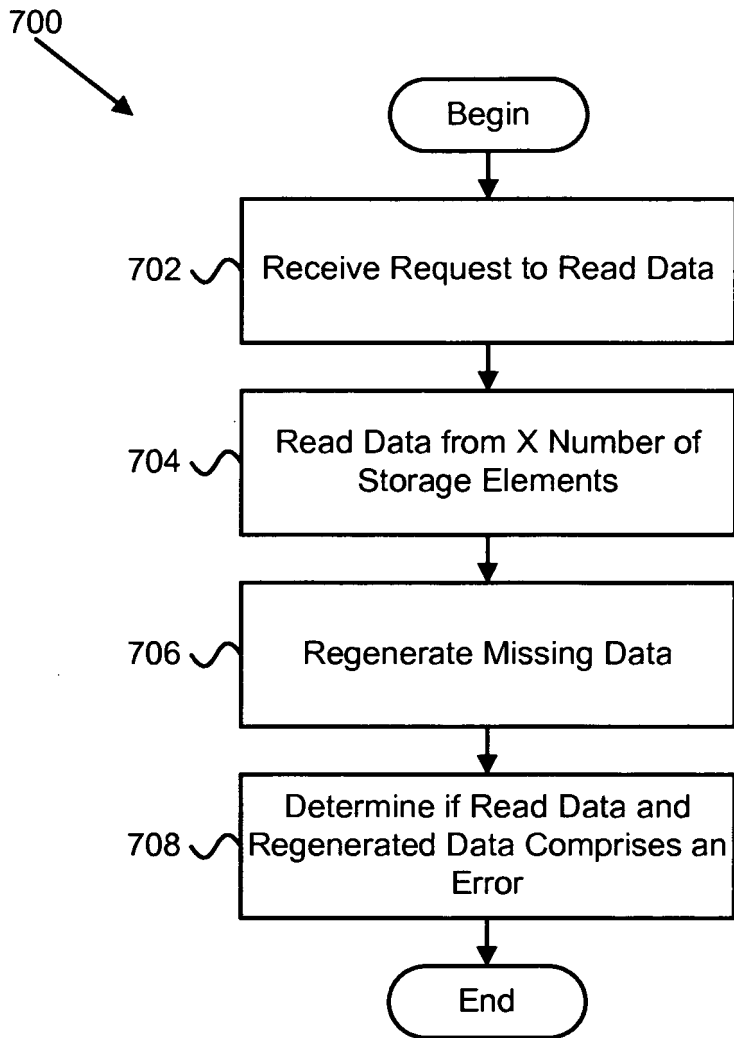 700
Begin
702
Receive Request to Read Data
704
Read Data from X Number of
Storage Elements
706
Regenerate Missing Data
708
Determine if Read Data and
Regenerated Data Comprises an
Error
End